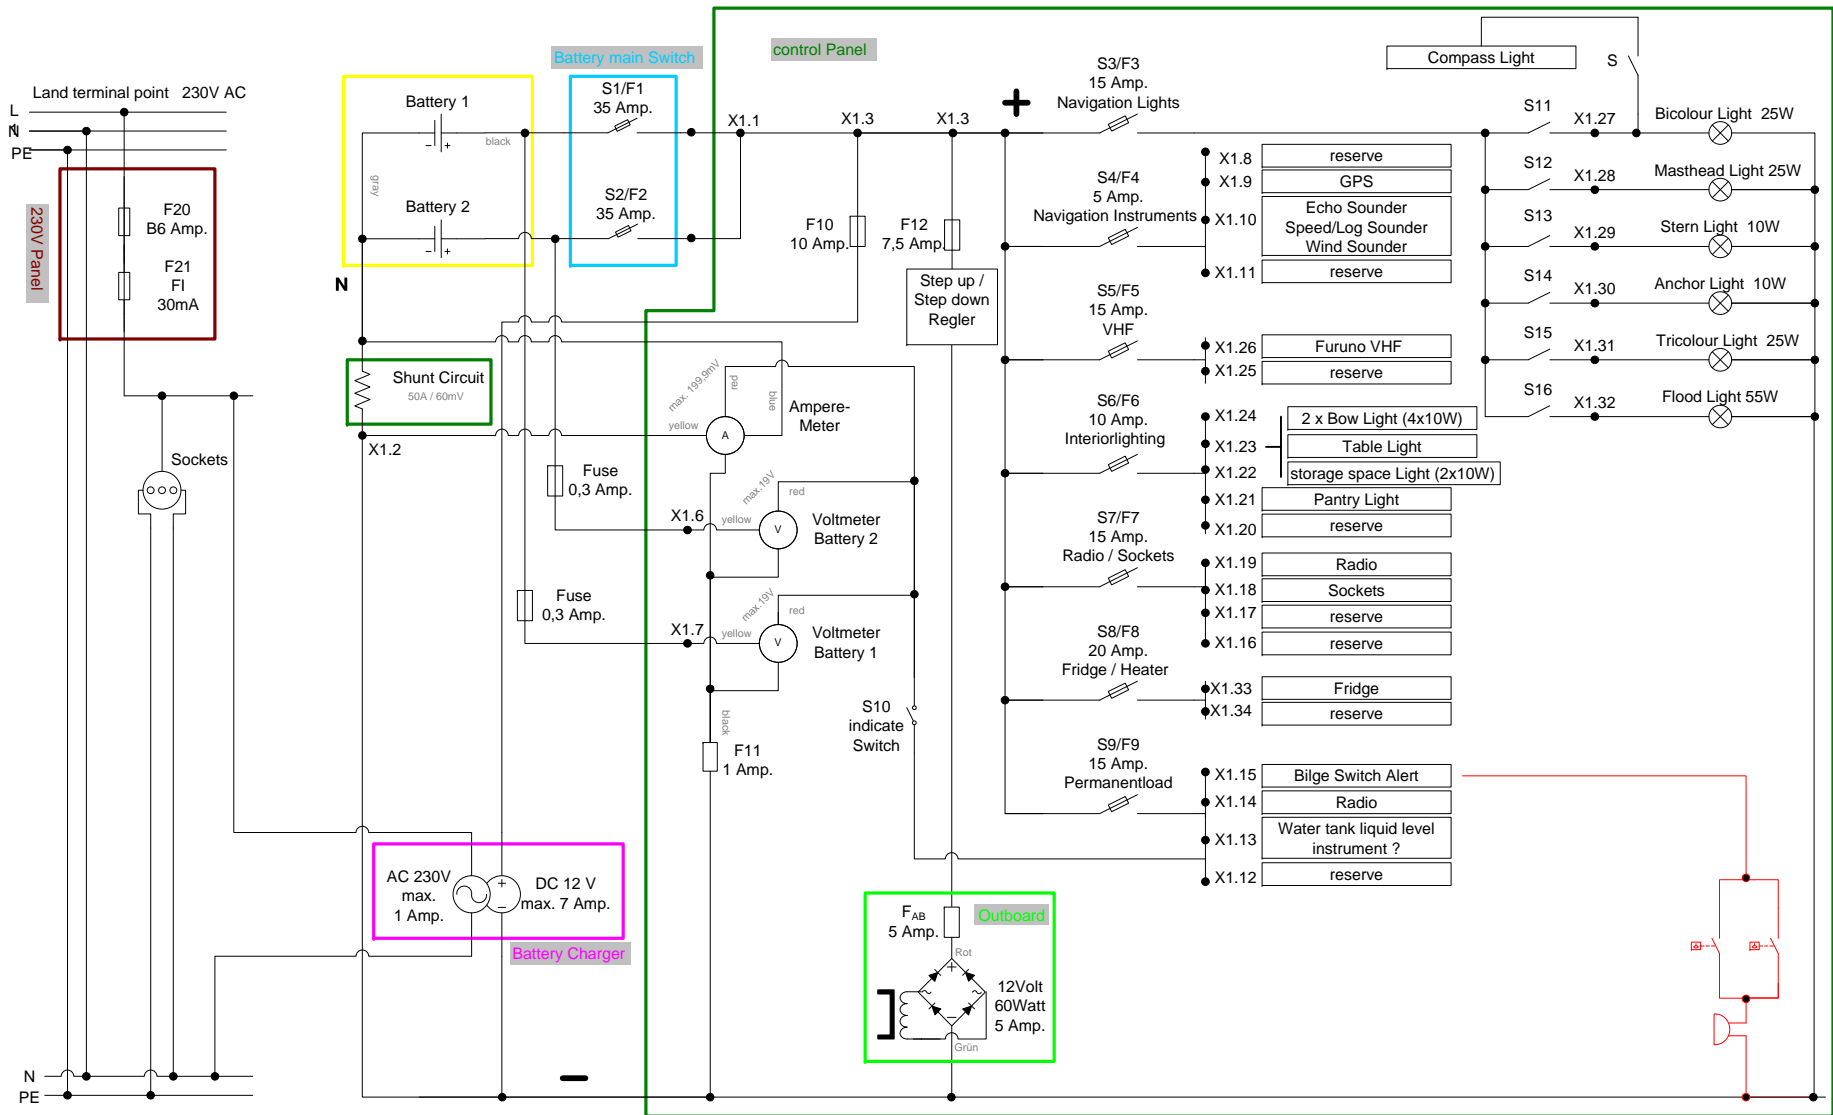 control Panel
Battery main Switch
Land terminal point 230V AC
L
N
PE
230V Panel
F20
B6 Amp.
F21
FI
30mA
Sockets
N
PE
Battery 1
- +
black
gray
Battery 2
- +
N
S1/F1
35 Amp.
S2/F2
35 Amp.
X1.1
X1.3
X1.3
+
F10
10 Amp.
F12
7,5 Amp.
Step up /
Step down
Regler
Shunt Circuit
50A / 60mV
X1.2
max. 199,9mV
red
blue
yellow
A
Ampere-
Meter
Fuse
0,3 Amp.
X1.6
yellow
max.19V
red
V
Voltmeter
Battery 2
Fuse
0,3 Amp.
X1.7
yellow
max.19V
red
V
Voltmeter
Battery 1
black
F11
1 Amp.
S10
indicate
Switch
AC 230V
max.
1 Amp.
+
−
DC 12 V
max. 7 Amp.
Battery Charger
−
FAB
5 Amp.
Outboard
Rot
+
~
~
−
12Volt
60Watt
5 Amp.
Grün
S3/F3
15 Amp.
Navigation Lights
S4/F4
5 Amp.
Navigation Instruments
X1.8
reserve
X1.9
GPS
X1.10
Echo Sounder
Speed/Log Sounder
Wind Sounder
X1.11
reserve
S5/F5
15 Amp.
VHF
X1.26
Furuno VHF
X1.25
reserve
S6/F6
10 Amp.
Interiorlighting
X1.24
2 x Bow Light (4x10W)
X1.23
Table Light
X1.22
storage space Light (2x10W)
X1.21
Pantry Light
X1.20
reserve
S7/F7
15 Amp.
Radio / Sockets
X1.19
Radio
X1.18
Sockets
X1.17
reserve
X1.16
reserve
S8/F8
20 Amp.
Fridge / Heater
X1.33
Fridge
X1.34
reserve
S9/F9
15 Amp.
Permanentload
X1.15
Bilge Switch Alert
X1.14
Radio
X1.13
Water tank liquid level
instrument ?
X1.12
reserve
Compass Light
S
S11
X1.27
Bicolour Light 25W
S12
X1.28
Masthead Light 25W
S13
X1.29
Stern Light 10W
S14
X1.30
Anchor Light 10W
S15
X1.31
Tricolour Light 25W
S16
X1.32
Flood Light 55W